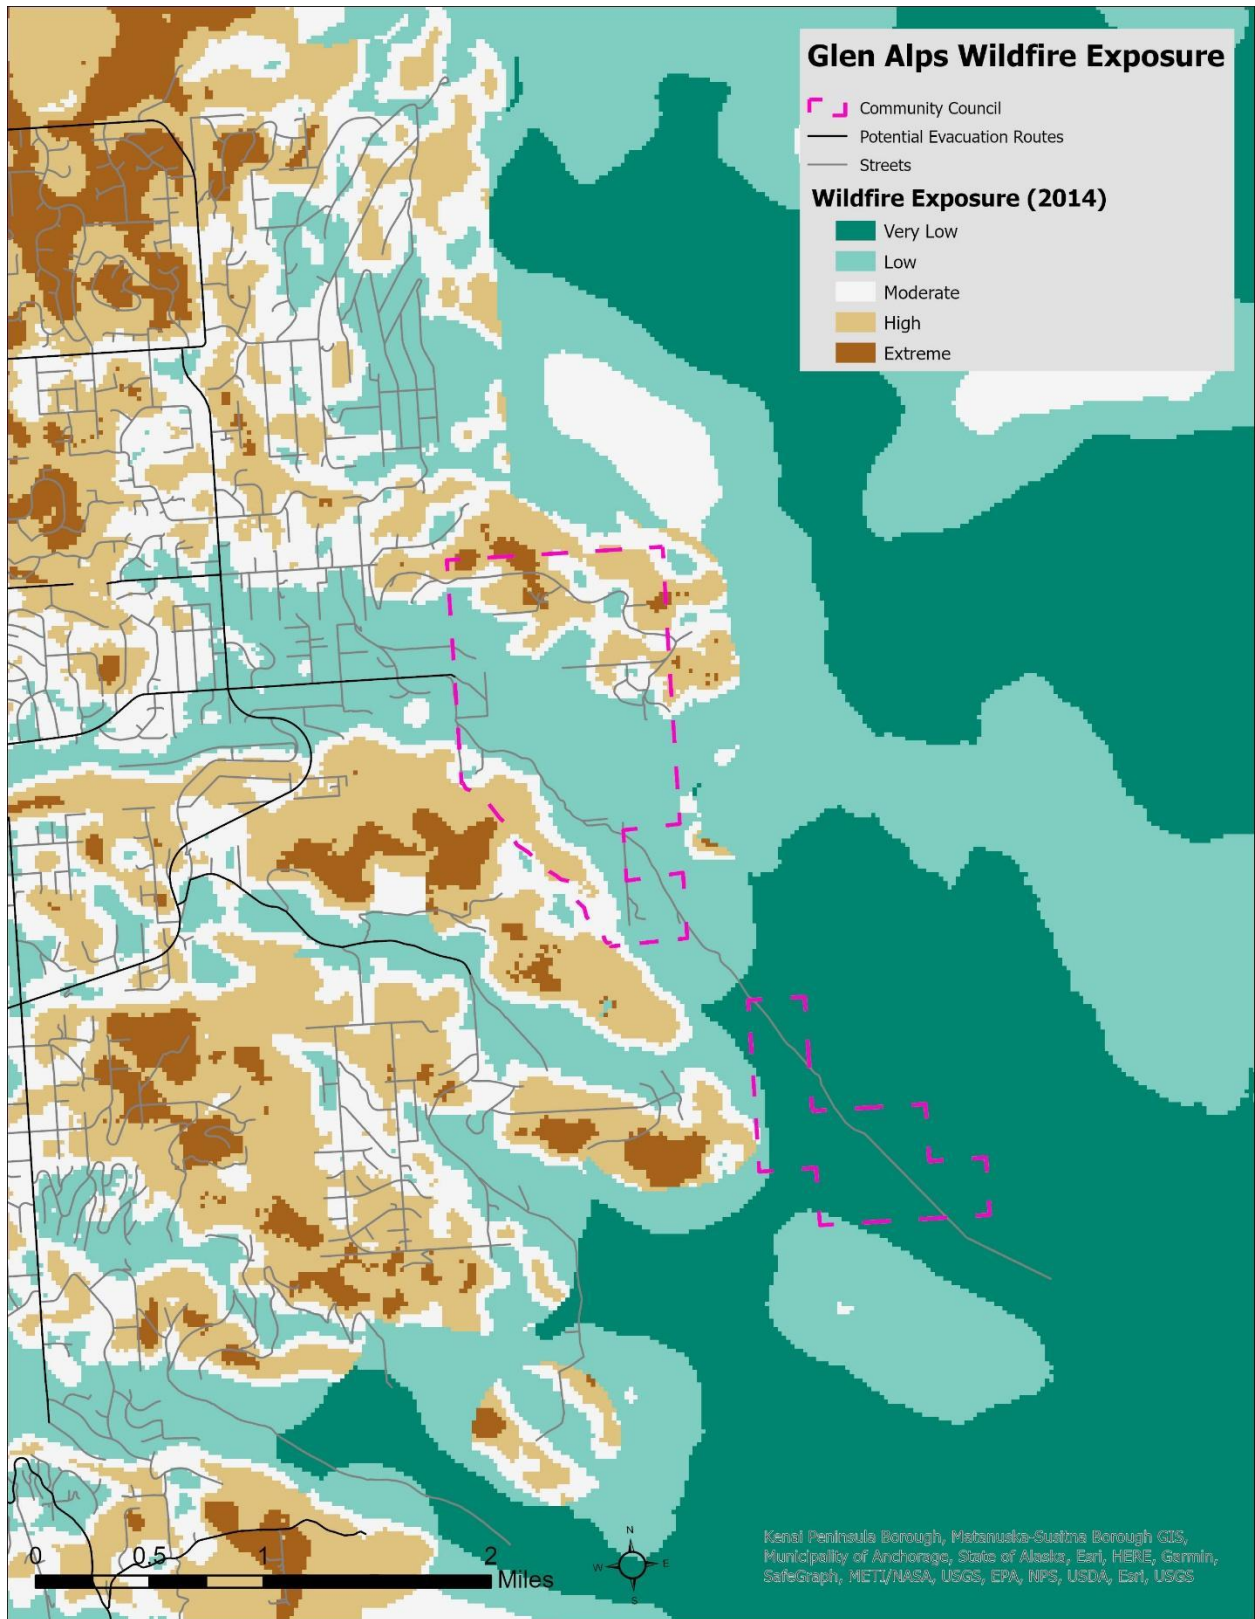 Glen Alps Wildfire Exposure
Community Council
Potential Evacuation Routes
Streets
Wildfire Exposure (2014)
Very Low
Low
Moderate
High
Extreme
0 0.5 1 2
Miles
N
W E
S
Kenai Peninsula Borough, Matanuska-Susitna Borough GIS,
Municipality of Anchorage, State of Alaska, Esri, HERE, Garmin,
SafeGraph, METI/NASA, USGS, EPA, NPS, USDA, Esri, USGS